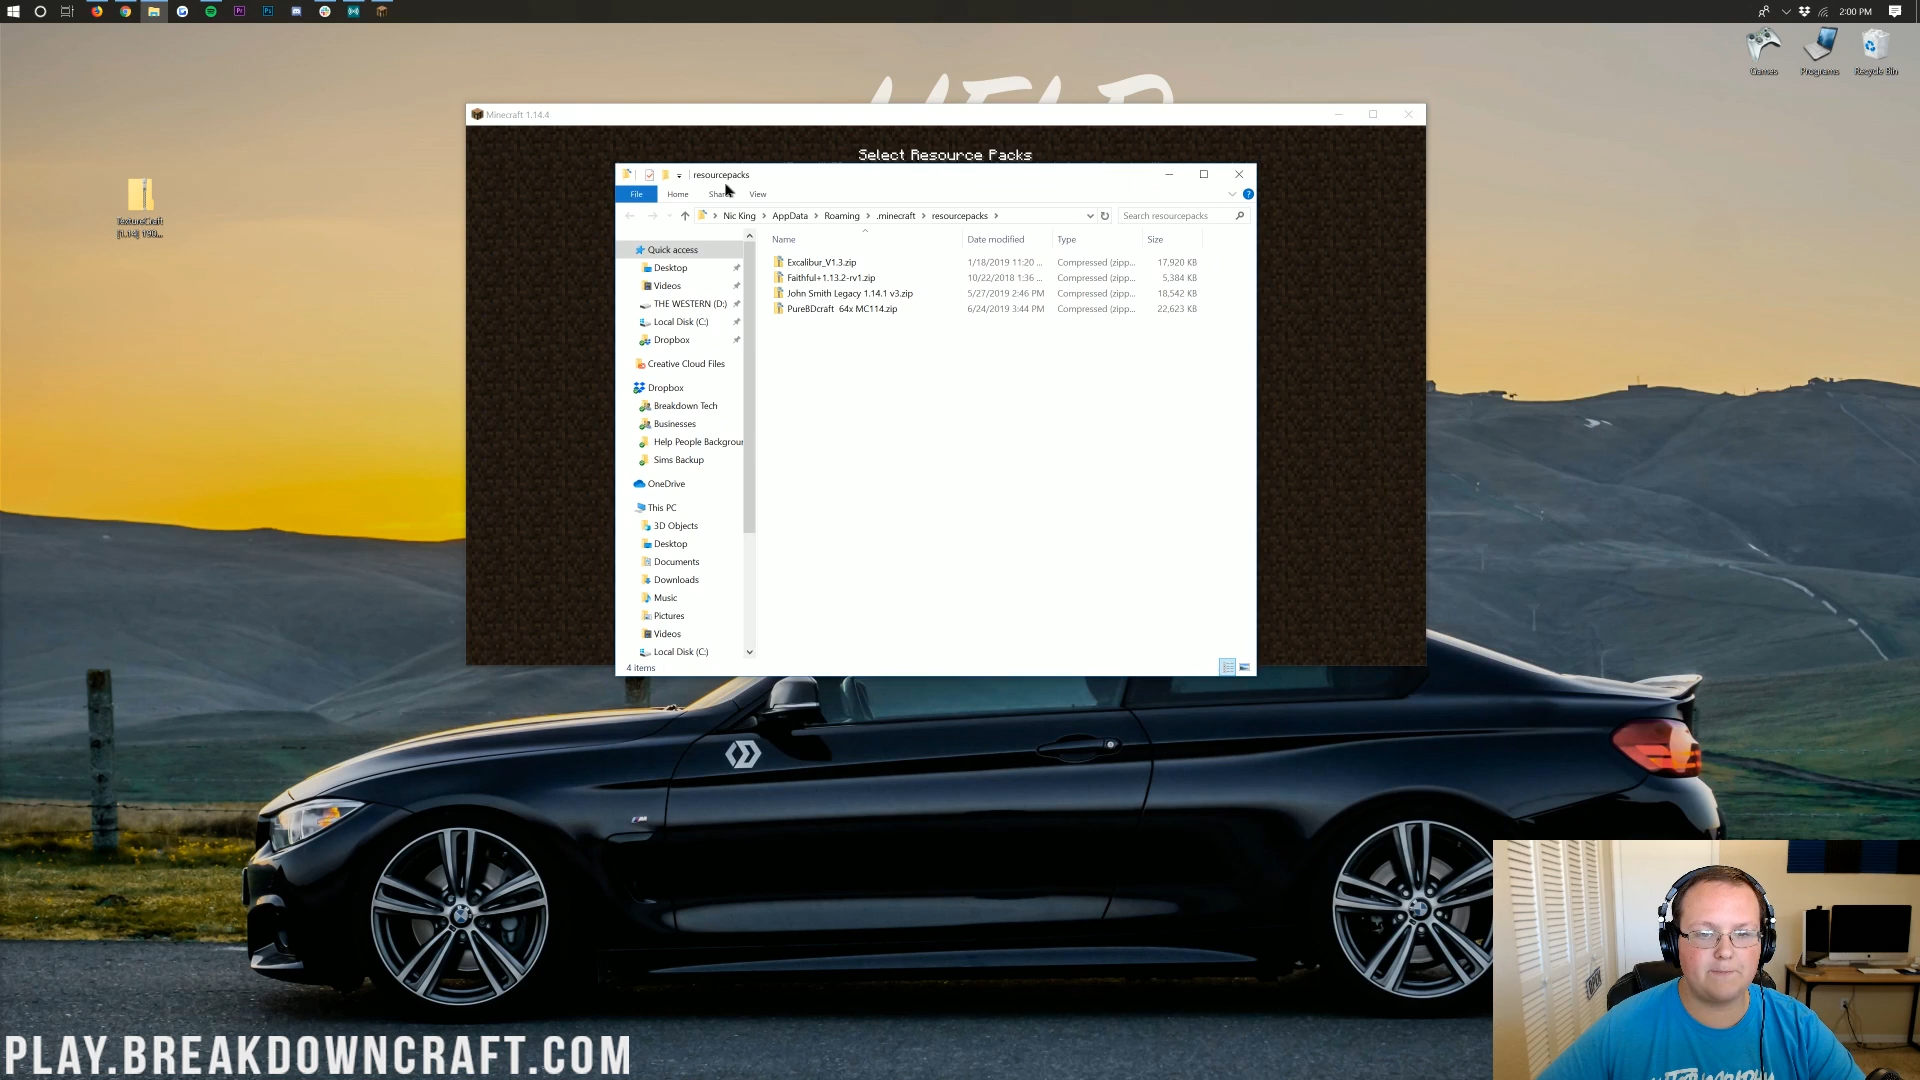 2:00 PM
Games
Programs
Recycle Bin
HELP
Minecraft 1.14.4
Select Resource Packs
TextureCraft
[1.14] 190...
resourcepacks
File
Home
Share
View
Nic King
AppData
Roaming
.minecraft
resourcepacks
Search resourcepacks
Name
Date modified
Type
Size
Quick access
Desktop
Videos
THE WESTERN (D:)
Local Disk (C:)
Dropbox
Creative Cloud Files
Dropbox
Breakdown Tech
Businesses
Help People Backgroun
Sims Backup
OneDrive
This PC
3D Objects
Desktop
Documents
Downloads
Music
Pictures
Videos
Local Disk (C:)
Excalibur_V1.3.zip 1/18/2019 11:20 ... Compressed (zipp... 17,920 KB
Faithful+1.13.2-rv1.zip 10/22/2018 1:36 ... Compressed (zipp... 5,384 KB
John Smith Legacy 1.14.1 v3.zip 5/27/2019 2:46 PM Compressed (zipp... 18,542 KB
PureBDcraft 64x MC114.zip 6/24/2019 3:44 PM Compressed (zipp... 22,623 KB
4 items
OPEN
PLAY.BREAKDOWNCRAFT.COM